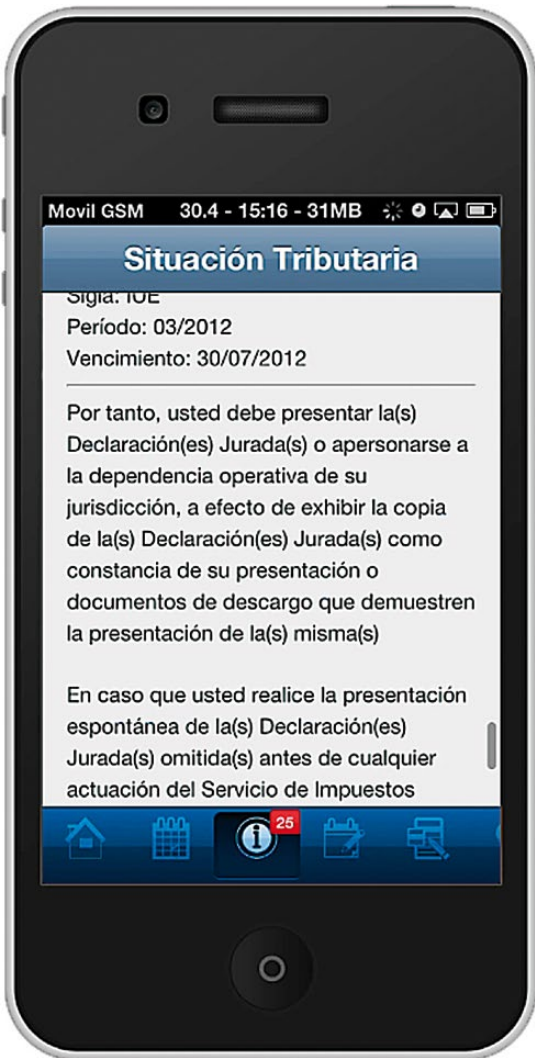 Movil GSM 30.4 - 15:16 - 31MB
Situación Tributaria
Sigla: IUE
Período: 03/2012
Vencimiento: 30/07/2012
Por tanto, usted debe presentar la(s)
Declaración(es) Jurada(s) o apersonarse a
la dependencia operativa de su
jurisdicción, a efecto de exhibir la copia
de la(s) Declaración(es) Jurada(s) como
constancia de su presentación o
documentos de descargo que demuestren
la presentación de la(s) misma(s)
En caso que usted realice la presentación
espontánea de la(s) Declaración(es)
Jurada(s) omitida(s) antes de cualquier
actuación del Servicio de Impuestos
25